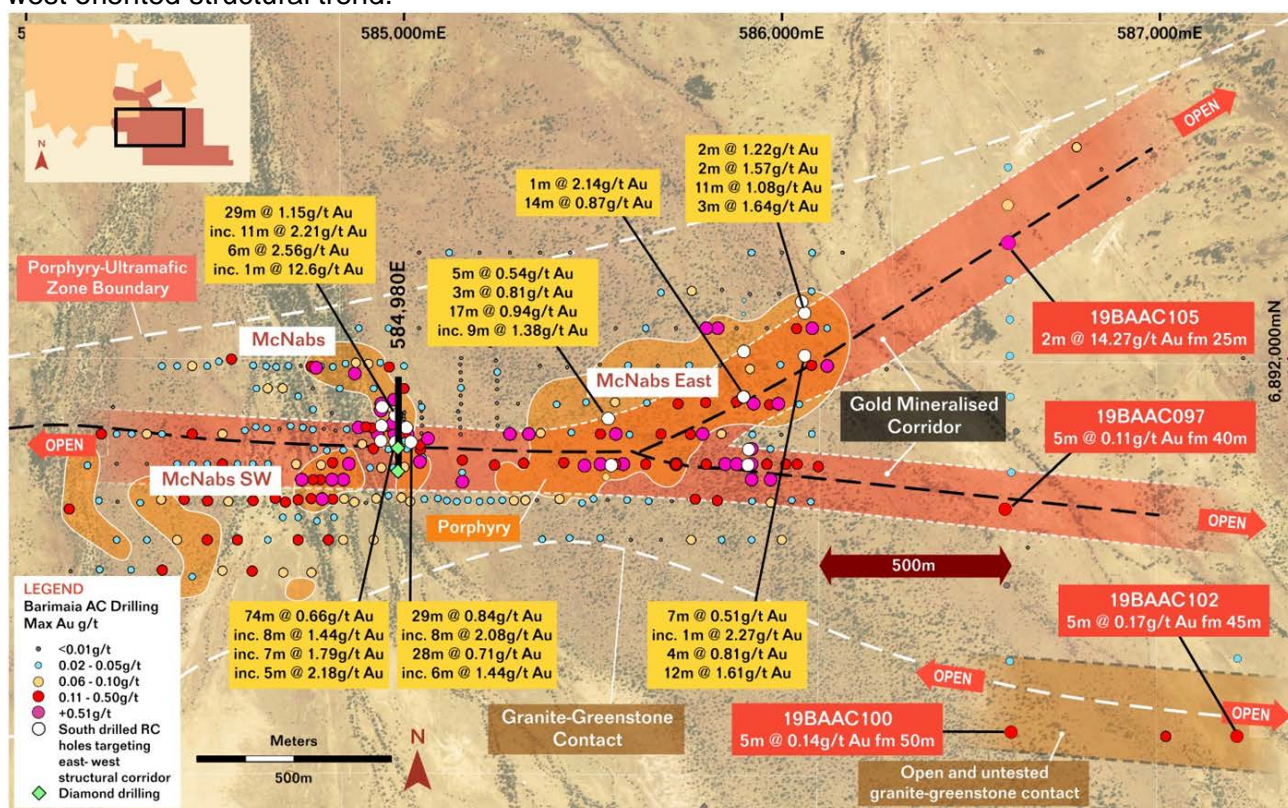 west oriented structural trend.
5
585,000mE
586,000mE
587,000mE
N
OPEN
2m @ 1.22g/t Au
2m @ 1.57g/t Au
11m @ 1.08g/t Au
3m @ 1.64g/t Au
1m @ 2.14g/t Au
14m @ 0.87g/t Au
29m @ 1.15g/t Au
inc. 11m @ 2.21g/t Au
6m @ 2.56g/t Au
inc. 1m @ 12.6g/t Au
Porphyry-Ultramafic
Zone Boundary
5m @ 0.54g/t Au
3m @ 0.81g/t Au
17m @ 0.94g/t Au
inc. 9m @ 1.38g/t Au
584,980E
6,892,000mN
19BAAC105
2m @ 14.27g/t Au fm 25m
McNabs
McNabs East
Gold Mineralised
Corridor
19BAAC097
5m @ 0.11g/t Au fm 40m
OPEN
McNabs SW
Porphyry
OPEN
500m
LEGEND
Barimaia AC Drilling
Max Au g/t
<0.01g/t
0.02 - 0.05g/t
0.06 - 0.10g/t
0.11 - 0.50g/t
+0.51g/t
South drilled RC
holes targeting
east- west
structural corridor
Diamond drilling
74m @ 0.66g/t Au
inc. 8m @ 1.44g/t Au
inc. 7m @ 1.79g/t Au
inc. 5m @ 2.18g/t Au
29m @ 0.84g/t Au
inc. 8m @ 2.08g/t Au
28m @ 0.71g/t Au
inc. 6m @ 1.44g/t Au
7m @ 0.51g/t Au
inc. 1m @ 2.27g/t Au
4m @ 0.81g/t Au
12m @ 1.61g/t Au
19BAAC102
5m @ 0.17g/t Au fm 45m
OPEN
OPEN
Granite-Greenstone
Contact
19BAAC100
5m @ 0.14g/t Au fm 50m
Meters
500m
N
Open and untested
granite-greenstone contact